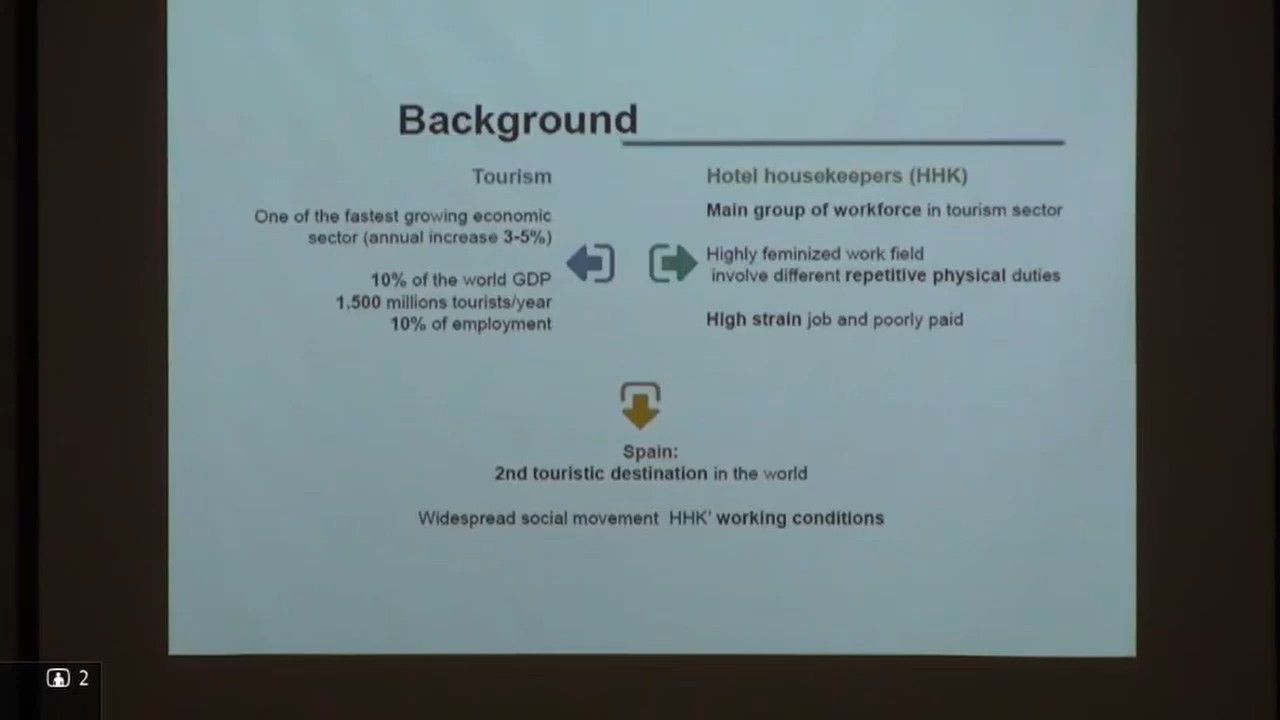 Background
Tourism
One of the fastest growing economic
sector (annual increase 3-5%)
10% of the world GDP
1,500 millions tourists/year
10% of employment
Hotel housekeepers (HHK)
Main group of workforce in tourism sector
Highly feminized work field
involve different repetitive physical duties
High strain job and poorly paid
Spain:
2nd touristic destination in the world
Widespread social movement HHK' working conditions
2